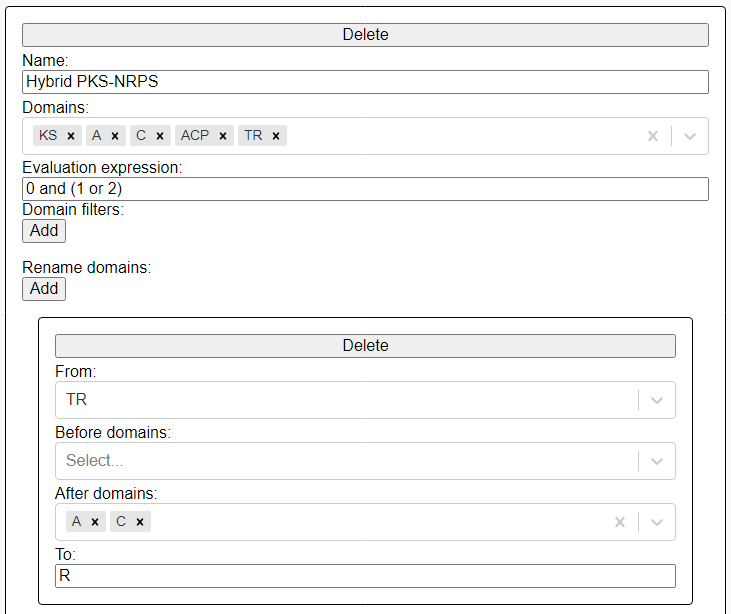 Delete
Name:
Hybrid PKS-NRPS
Domains:
KS × A × C × ACP × TR ×
Evaluation expression:
0 and (1 or 2)
Domain filters:
Add
Rename domains:
Add
Delete
From:
TR
Before domains:
Select...
After domains:
A × C ×
To:
R